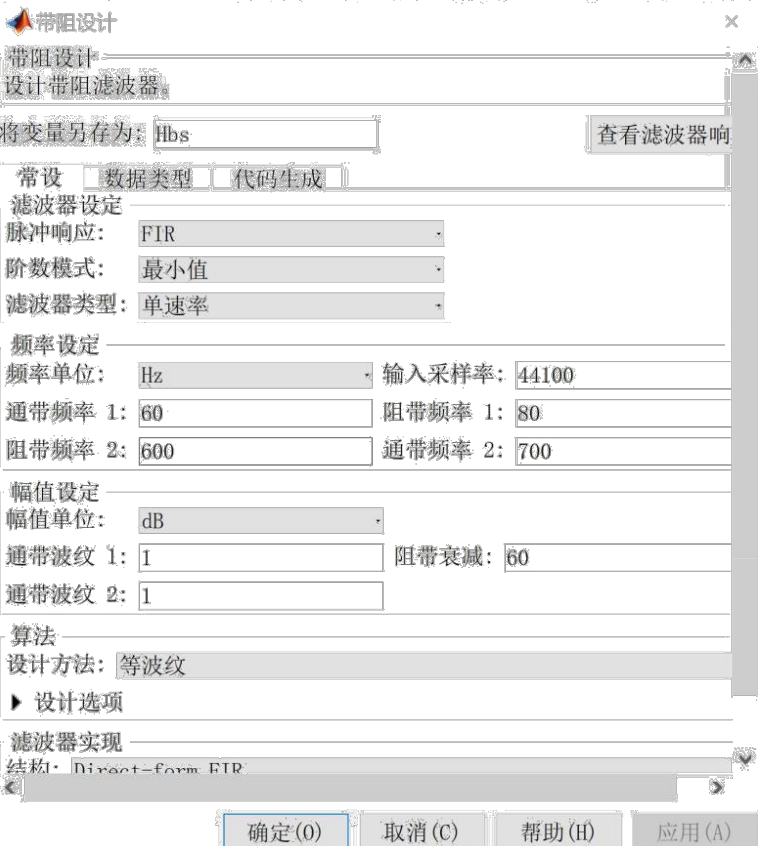 带阻设计
带阻设计
设计带阻滤波器。
将变量另存为: Hbs 查看滤波器响
常设 数据类型 代码生成
滤波器设定
脉冲响应: FIR
阶数模式: 最小值
滤波器类型: 单速率
频率设定
频率单位: Hz 输入采样率: 44100
通带频率 1: 60 阻带频率 1: 80
阻带频率 2: 600 通带频率 2: 700
幅值设定
幅值单位: dB
通带波纹 1: 1 阻带衰减: 60
通带波纹 2: 1
算法
设计方法: 等波纹
设计选项
滤波器实现
结构: Direct-form FIR
确定(O) 取消(C) 帮助(H) 应用(A)